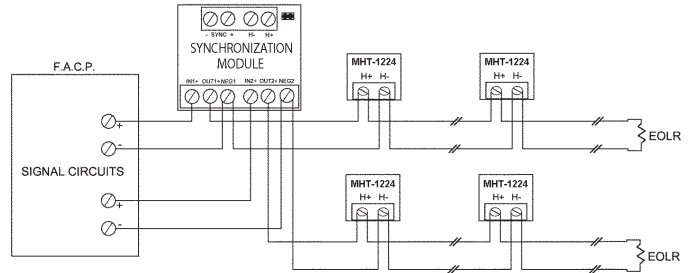 - SYNC + H- H+
SYNCHRONIZATION
MODULE
IN1+ OUT1+ NEG1 IN2+ OUT2+ NEG2
F.A.C.P.
+
-
SIGNAL CIRCUITS
+
-
MHT-1224
H+ H-
MHT-1224
H+ H-
EOLR
MHT-1224
H+ H-
MHT-1224
H+ H-
EOLR